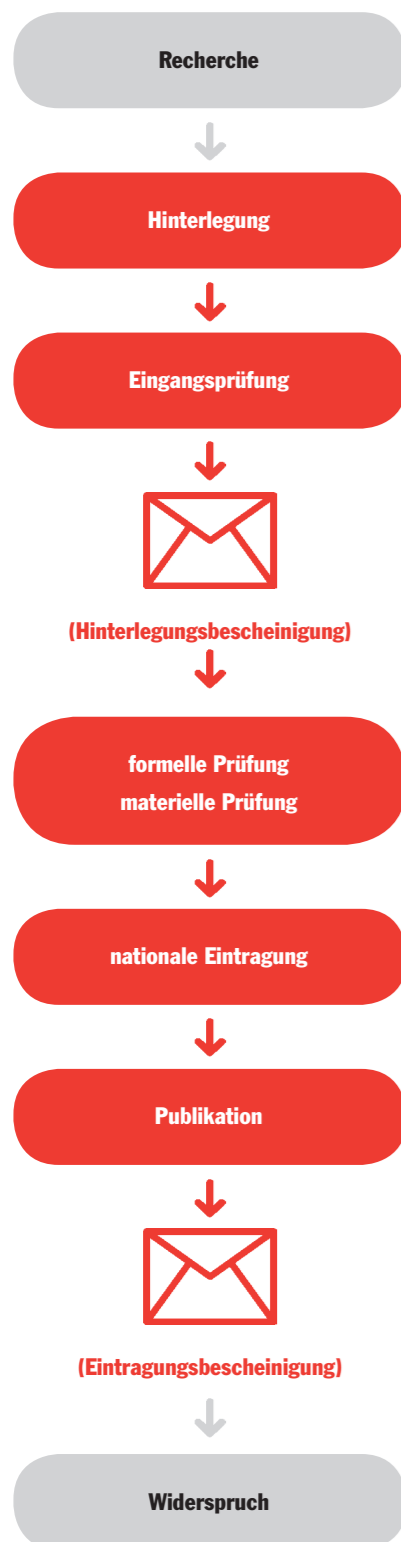 Recherche
Hinterlegung
Eingangsprüfung
(Hinterlegungsbescheinigung)
formelle Prüfung
materielle Prüfung
nationale Eintragung
Publikation
(Eintragungsbescheinigung)
Widerspruch